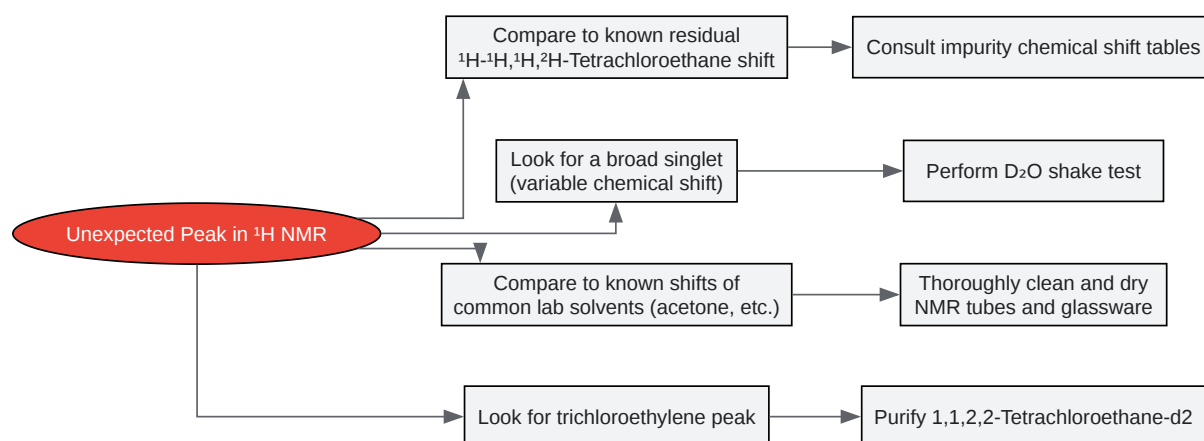 Compare to known residual
¹H-¹H,¹H,²H-Tetrachloroethane shift
Consult impurity chemical shift tables
Look for a broad singlet
(variable chemical shift)
Perform D₂O shake test
Unexpected Peak in ¹H NMR
Compare to known shifts of
common lab solvents (acetone, etc.)
Thoroughly clean and dry
NMR tubes and glassware
Look for trichloroethylene peak
Purify 1,1,2,2-Tetrachloroethane-d2